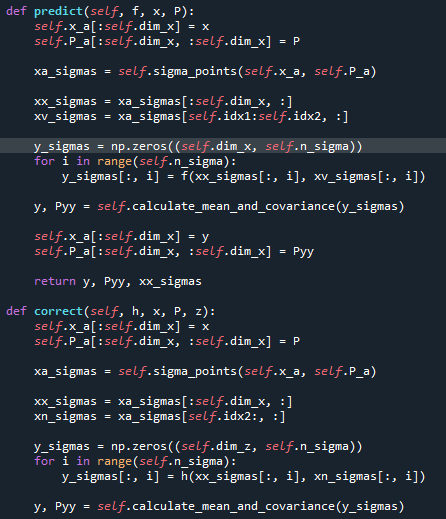 def predict(self, f, x, P):
    self.x_a[:self.dim_x] = x
    self.P_a[:self.dim_x, :self.dim_x] = P

    xa_sigmas = self.sigma_points(self.x_a, self.P_a)

    xx_sigmas = xa_sigmas[:self.dim_x, :]
    xv_sigmas = xa_sigmas[self.idx1:self.idx2, :]

    y_sigmas = np.zeros((self.dim_x, self.n_sigma))
    for i in range(self.n_sigma):
        y_sigmas[:, i] = f(xx_sigmas[:, i], xv_sigmas[:, i])

    y, Pyy = self.calculate_mean_and_covariance(y_sigmas)

    self.x_a[:self.dim_x] = y
    self.P_a[:self.dim_x, :self.dim_x] = Pyy

    return y, Pyy, xx_sigmas

def correct(self, h, x, P, z):
    self.x_a[:self.dim_x] = x
    self.P_a[:self.dim_x, :self.dim_x] = P

    xa_sigmas = self.sigma_points(self.x_a, self.P_a)

    xx_sigmas = xa_sigmas[:self.dim_x, :]
    xn_sigmas = xa_sigmas[self.idx2:, :]

    y_sigmas = np.zeros((self.dim_z, self.n_sigma))
    for i in range(self.n_sigma):
        y_sigmas[:, i] = h(xx_sigmas[:, i], xn_sigmas[:, i])

    y, Pyy = self.calculate_mean_and_covariance(y_sigmas)